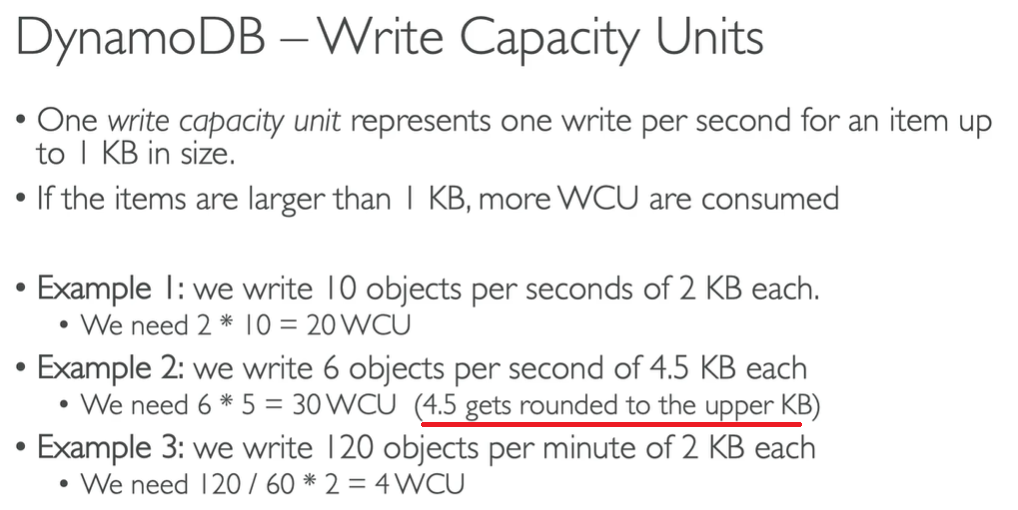 DynamoDB – Write Capacity Units
• One write capacity unit represents one write per second for an item up
to 1 KB in size.
• If the items are larger than 1 KB, more WCU are consumed
• Example 1: we write 10 objects per seconds of 2 KB each.
• We need 2 * 10 = 20 WCU
• Example 2: we write 6 objects per second of 4.5 KB each
• We need 6 * 5 = 30 WCU (4.5 gets rounded to the upper KB)
• Example 3: we write 120 objects per minute of 2 KB each
• We need 120 / 60 * 2 = 4 WCU